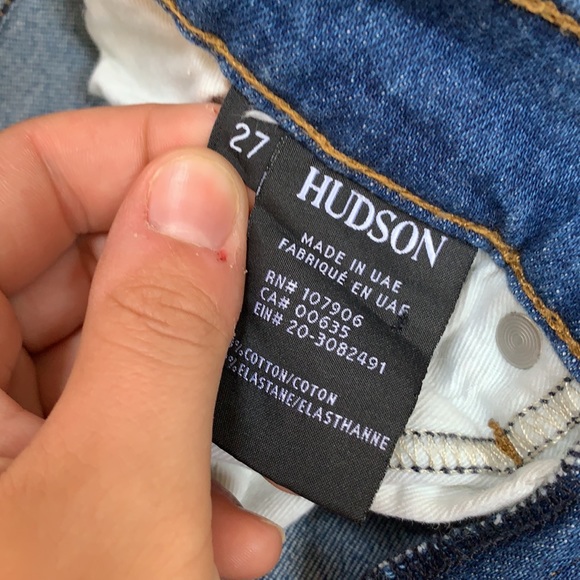 27
HUDSON
MADE IN UAE
FABRIQUÉ EN UAE
RN# 107906
CA# 00635
EIN# 20-3082491
%COTTON/COTON
%ELASTANE/ELASTHANNE